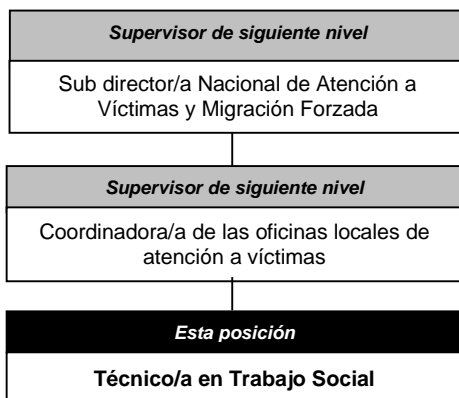 Supervisor de siguiente nivel
Sub director/a Nacional de Atención a
Víctimas y Migración Forzada
Supervisor de siguiente nivel
Coordinadora/a de las oficinas locales de
atención a víctimas
Esta posición
Técnico/a en Trabajo Social